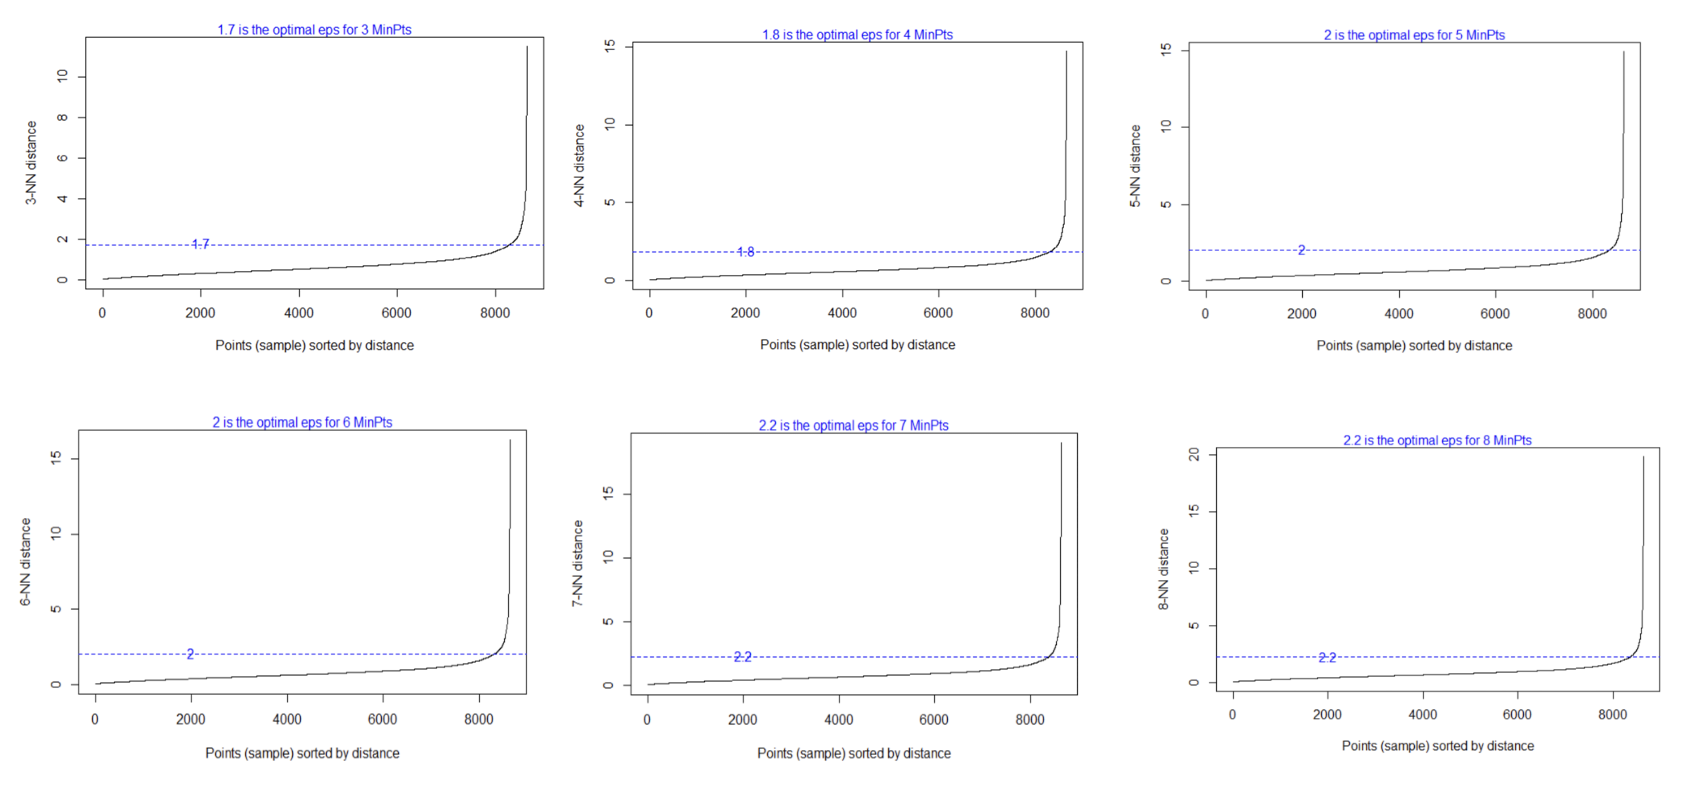 1.7 is the optimal eps for 3 MinPts
3-NN distance
0 2 4 6 8 10
1.7
0 2000 4000 6000 8000
Points (sample) sorted by distance
1.8 is the optimal eps for 4 MinPts
4-NN distance
0 5 10 15
1.8
0 2000 4000 6000 8000
Points (sample) sorted by distance
2 is the optimal eps for 5 MinPts
5-NN distance
0 5 10 15
2
0 2000 4000 6000 8000
Points (sample) sorted by distance
2 is the optimal eps for 6 MinPts
6-NN distance
0 5 10 15
2
0 2000 4000 6000 8000
Points (sample) sorted by distance
2.2 is the optimal eps for 7 MinPts
7-NN distance
0 5 10 15
2.2
0 2000 4000 6000 8000
Points (sample) sorted by distance
2.2 is the optimal eps for 8 MinPts
8-NN distance
0 5 10 15 20
2.2
0 2000 4000 6000 8000
Points (sample) sorted by distance